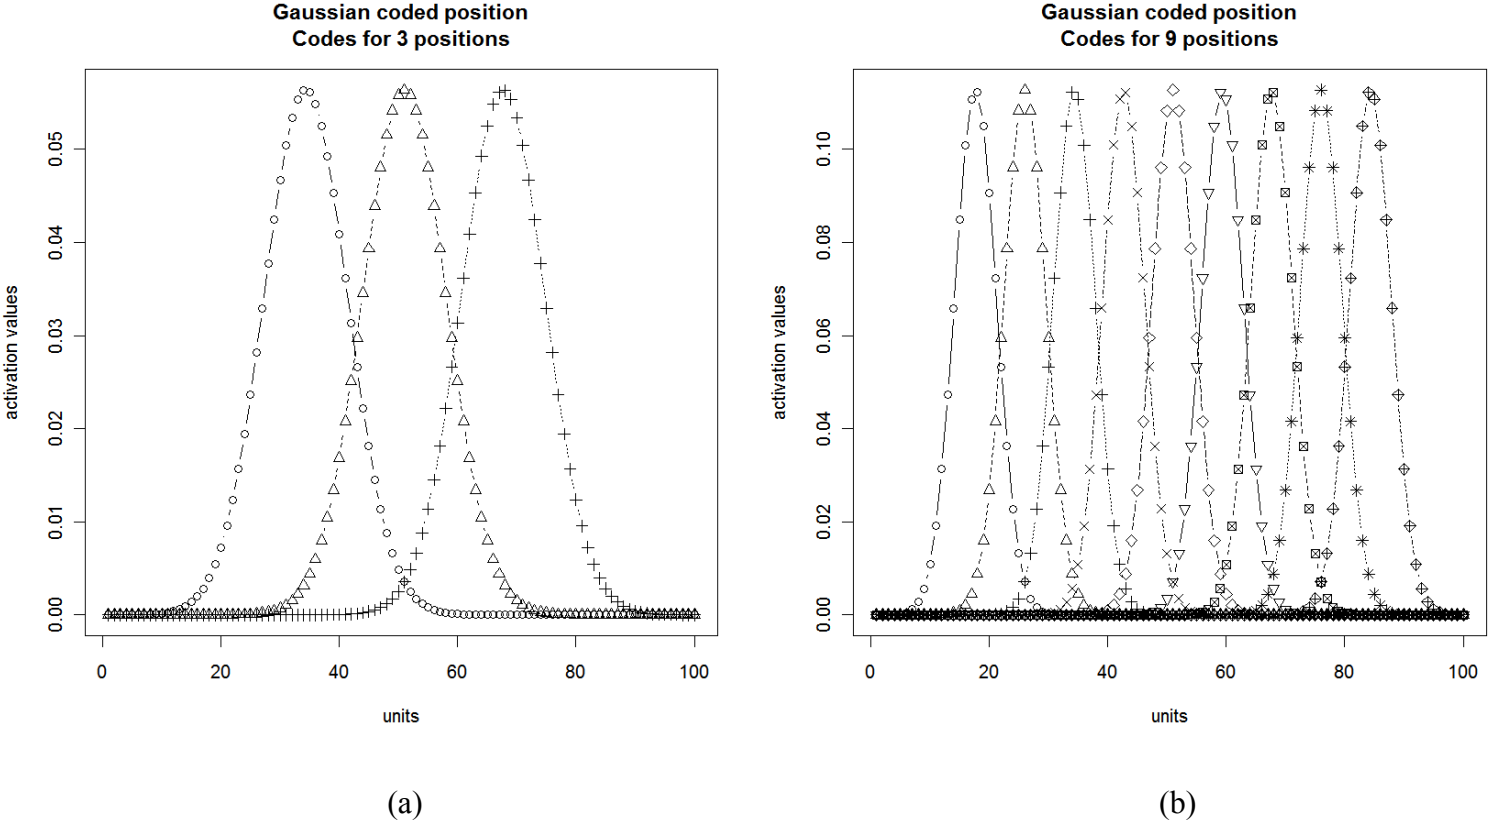 Gaussian coded position
Codes for 3 positions
activation values
0.00
0.01
0.02
0.03
0.04
0.05
0
20
40
60
80
100
units
(a)
Gaussian coded position
Codes for 9 positions
activation values
0.00
0.02
0.04
0.06
0.08
0.10
0
20
40
60
80
100
units
(b)